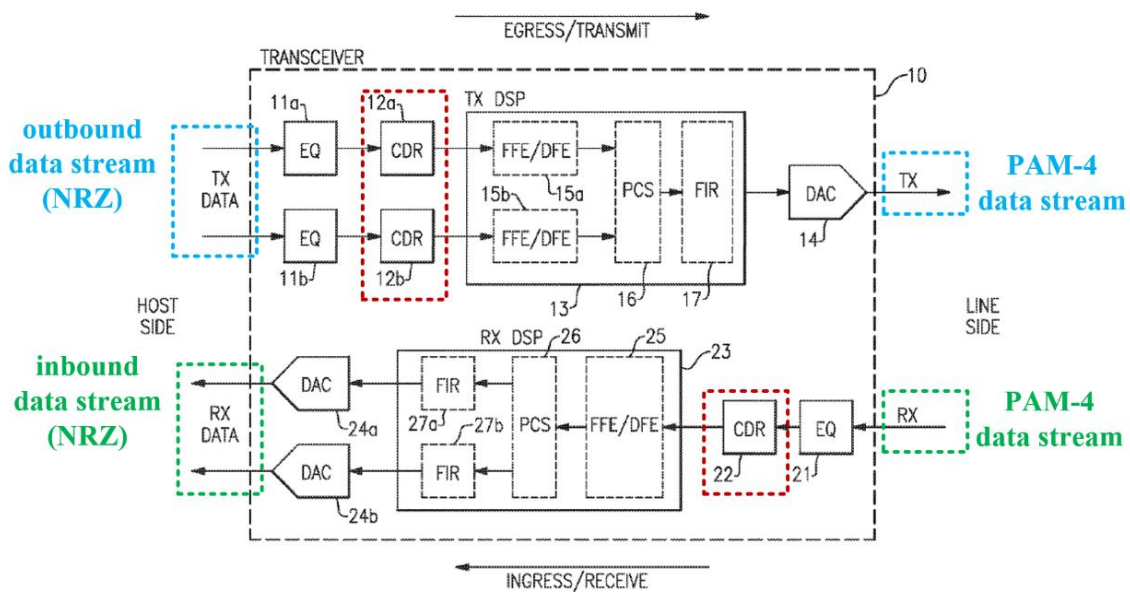 EGRESS/TRANSMIT
TRANSCEIVER
10
outbound
data stream
(NRZ)
TX
DATA
11a
EQ
12a
CDR
TX DSP
FFE/DFE
15a
15b
FFE/DFE
PCS
FIR
DAC
14
TX
PAM-4
data stream
EQ
11b
CDR
12b
13
16
17
HOST
SIDE
LINE
SIDE
inbound
data stream
(NRZ)
RX
DATA
DAC
24a
DAC
24b
RX DSP
26
25
23
FIR
27a
27b
FIR
PCS
FFE/DFE
CDR
22
EQ
21
RX
PAM-4
data stream
INGRESS/RECEIVE